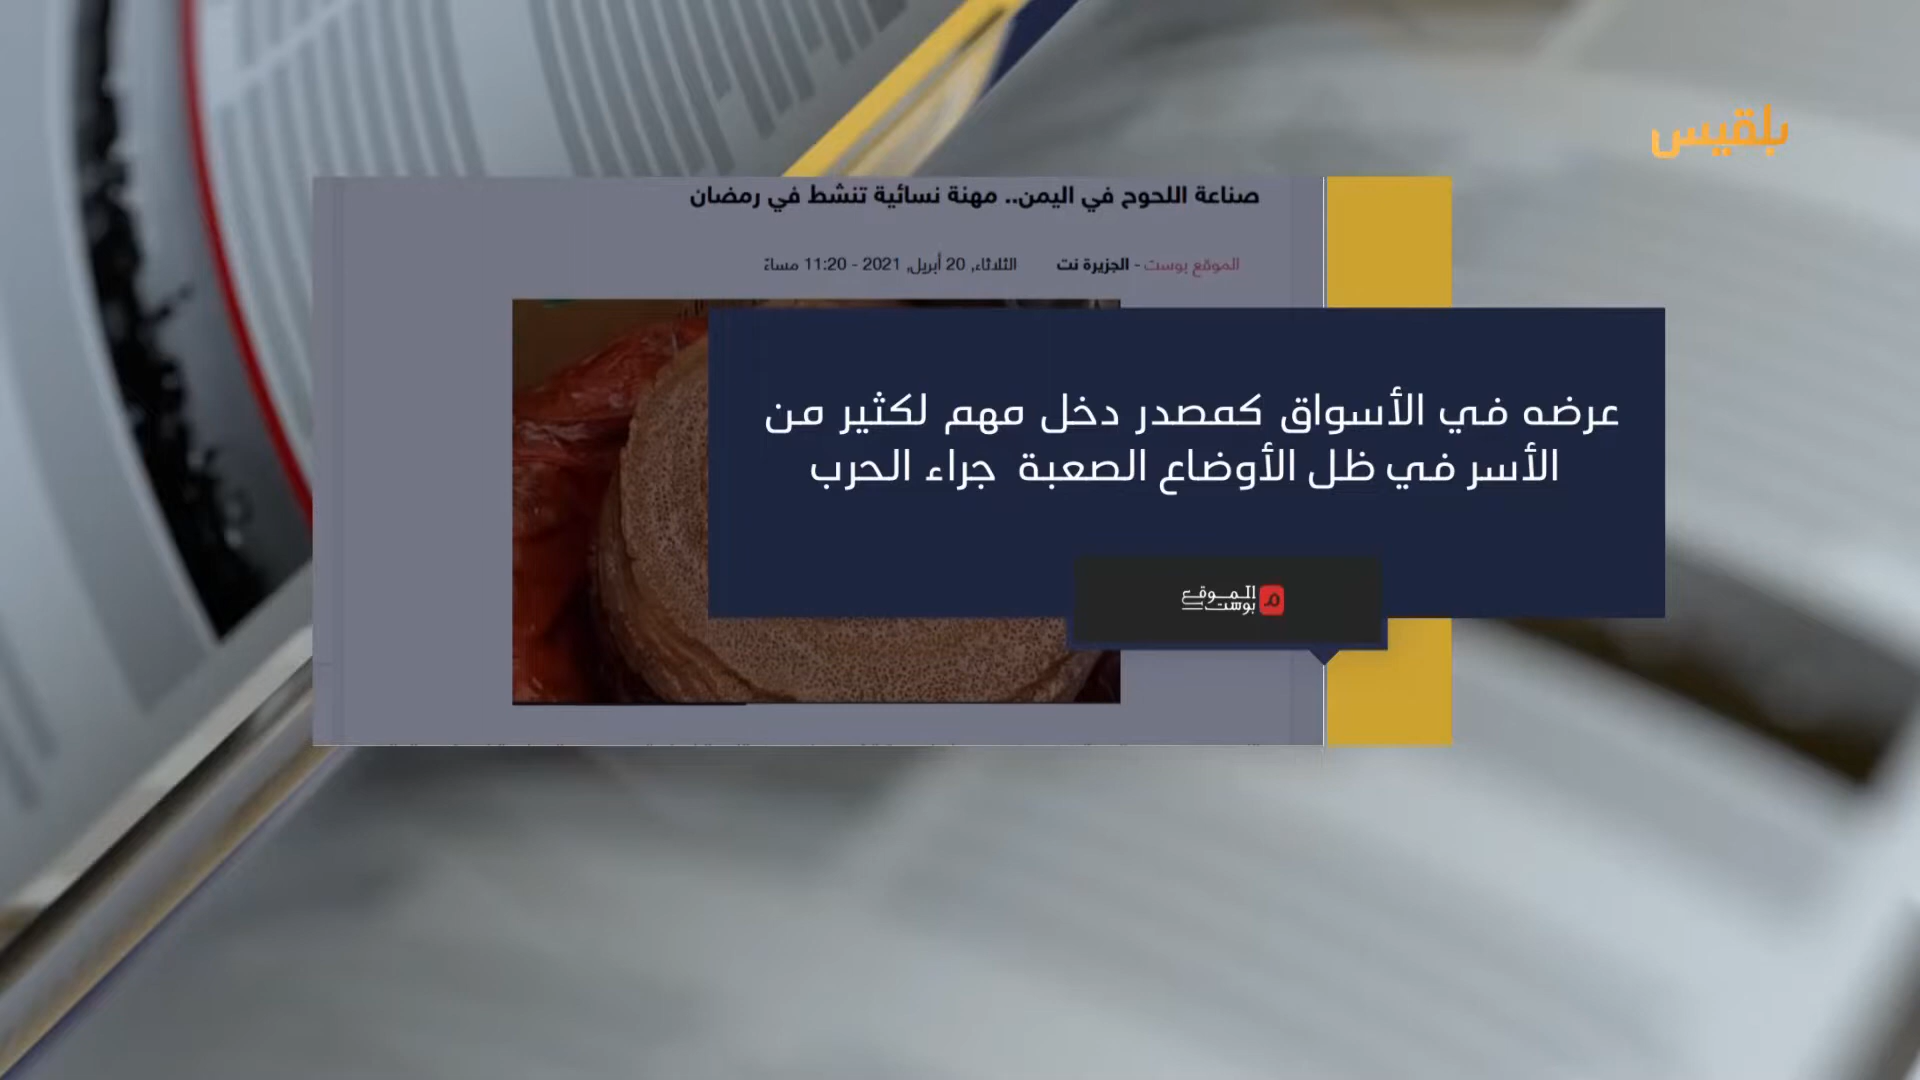 بلقيس
صناعة اللحوح في اليمن.. مهنة نسائية تنشط في رمضان
الموقع بوست - الجزيرة نت الثلاثاء, 20 أبريل, 2021 - 11:20 مساءً
عرضه في الأسواق كمصدر دخل مهم لكثير من
الأسر في ظل الأوضاع الصعبة جراء الحرب
الموقع
بوست